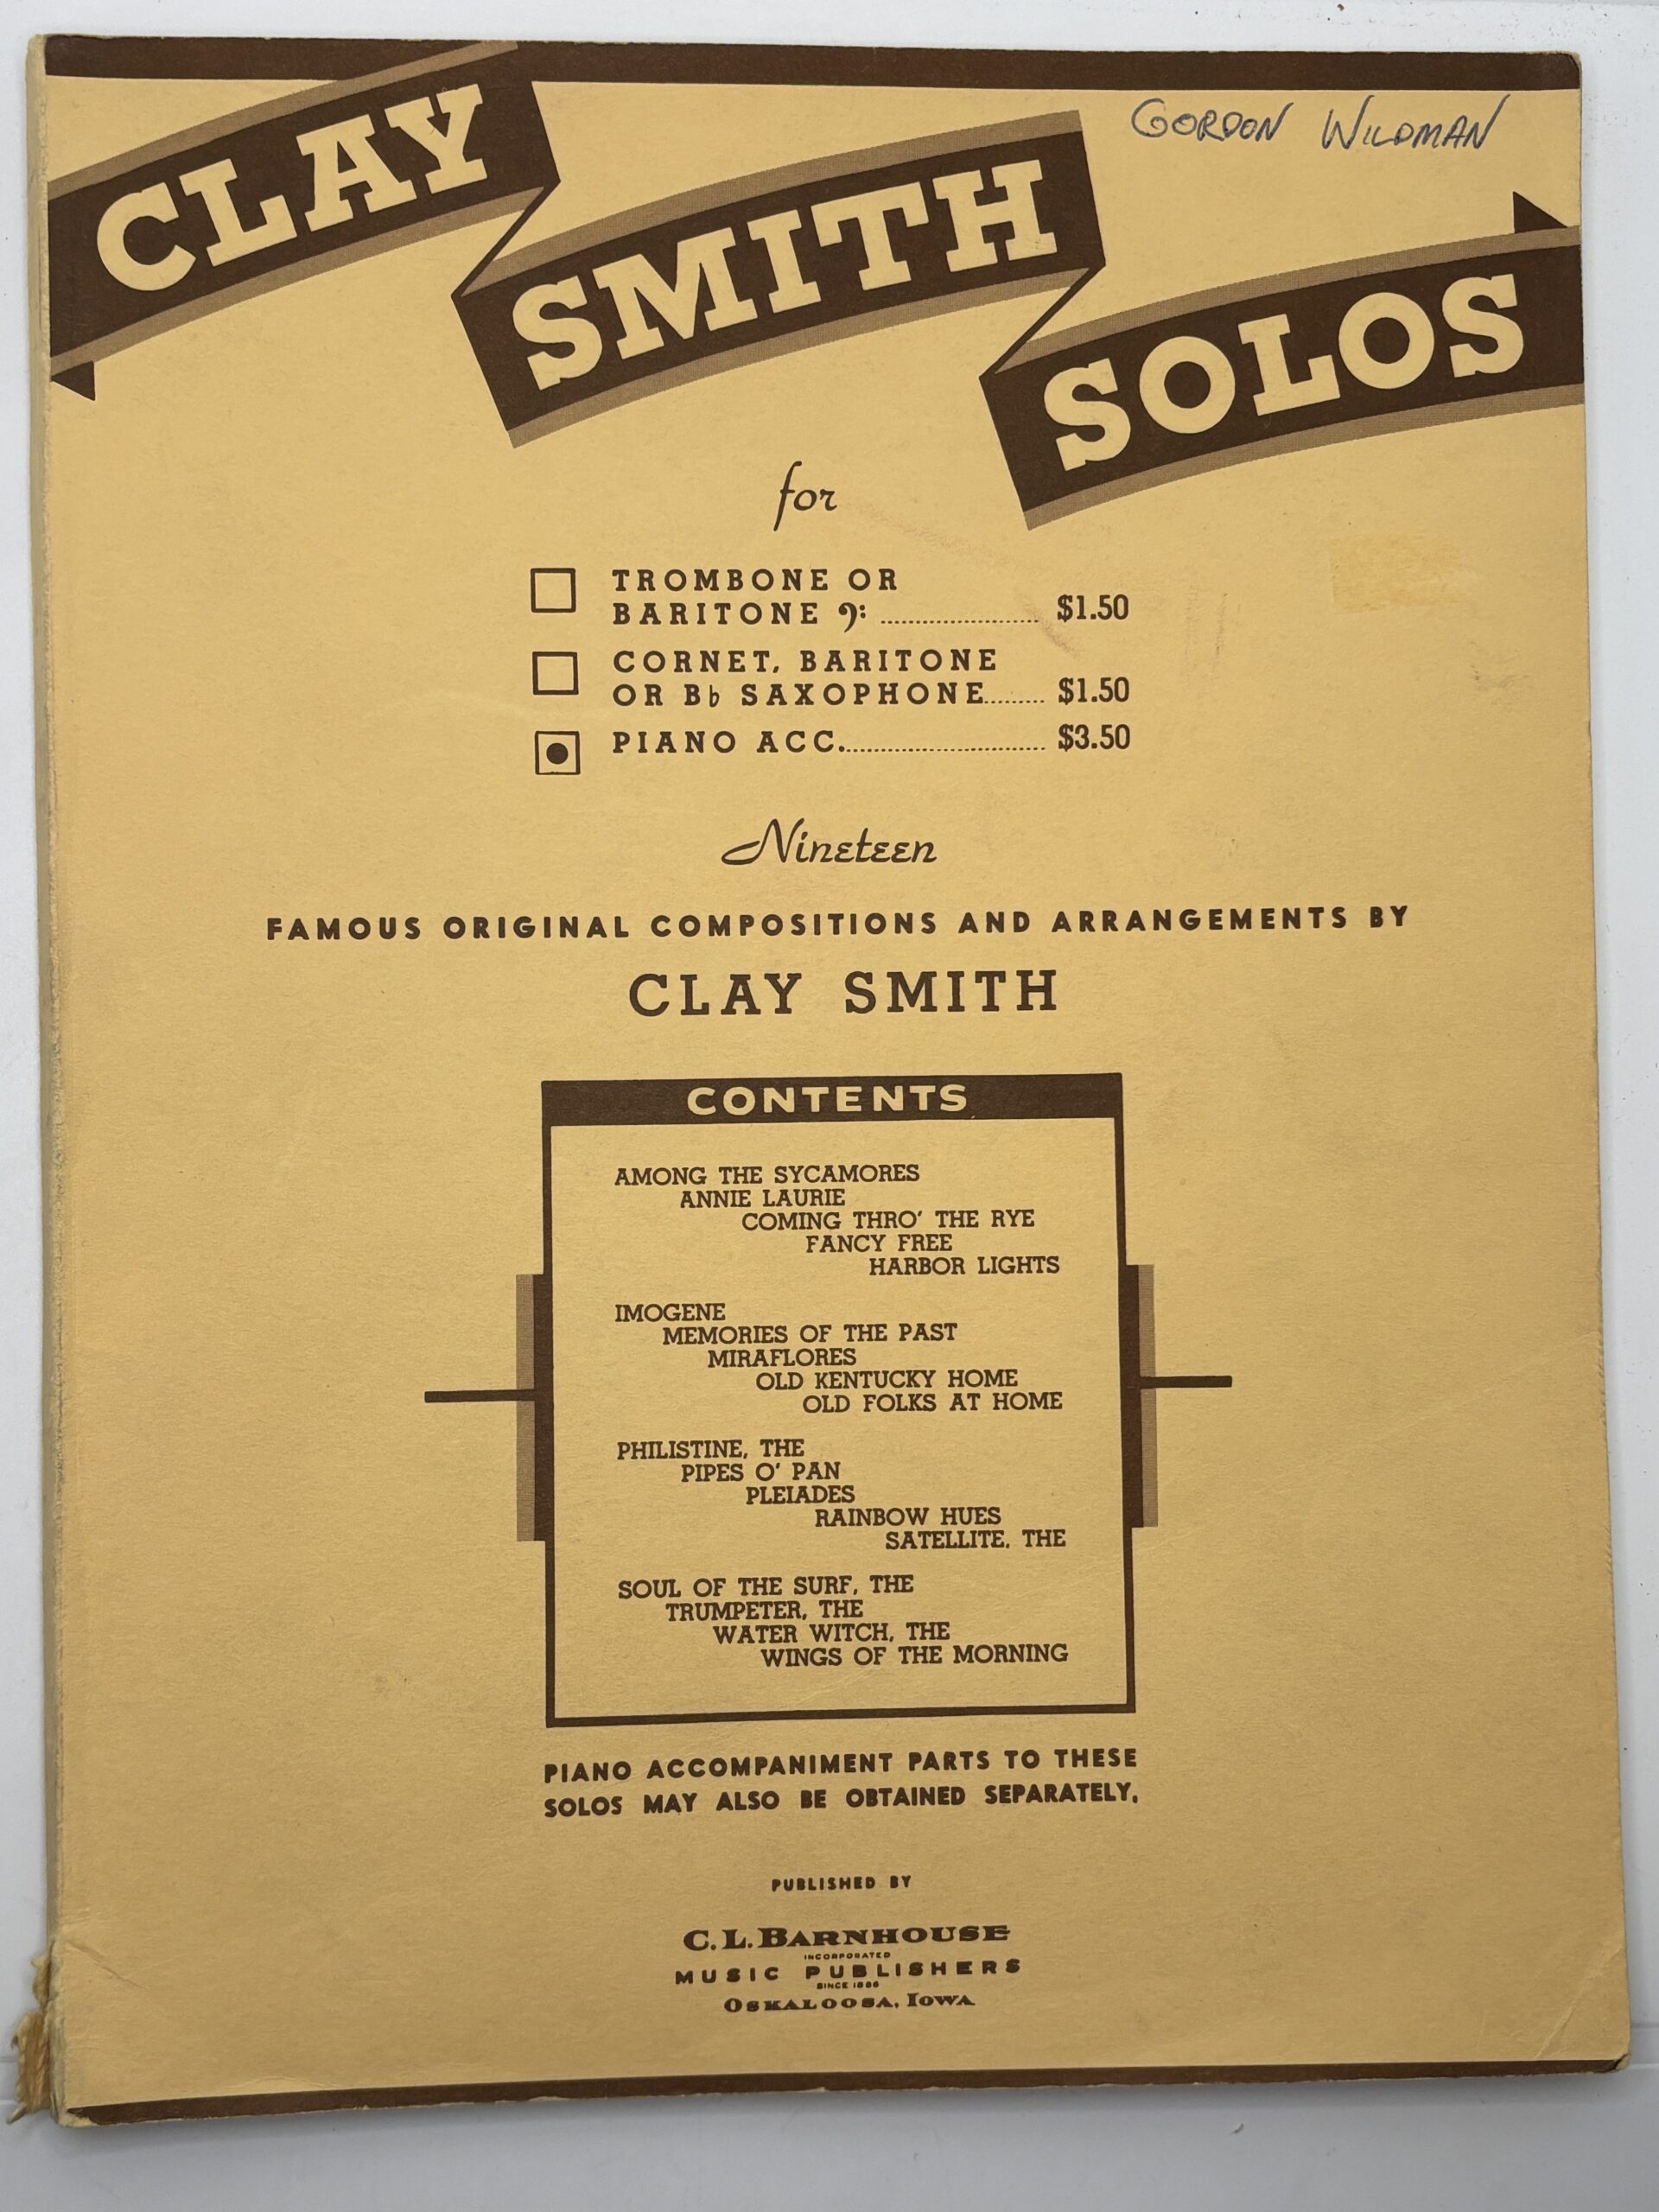 CLAY
SMITH
SOLOS
GORDON WILDMAN
for
TROMBONE OR
BARITONE 𝄢 ........................ $1.50
CORNET, BARITONE
OR B♭ SAXOPHONE......... $1.50
PIANO ACC............................... $3.50
Nineteen
FAMOUS ORIGINAL COMPOSITIONS AND ARRANGEMENTS BY
CLAY SMITH
CONTENTS
AMONG THE SYCAMORES
ANNIE LAURIE
COMING THRO' THE RYE
FANCY FREE
HARBOR LIGHTS
IMOGENE
MEMORIES OF THE PAST
MIRAFLORES
OLD KENTUCKY HOME
OLD FOLKS AT HOME
PHILISTINE, THE
PIPES O' PAN
PLEIADES
RAINBOW HUES
SATELLITE, THE
SOUL OF THE SURF, THE
TRUMPETER, THE
WATER WITCH, THE
WINGS OF THE MORNING
PIANO ACCOMPANIMENT PARTS TO THESE
SOLOS MAY ALSO BE OBTAINED SEPARATELY.
PUBLISHED BY
C. L. BARNHOUSE
INCORPORATED
MUSIC PUBLISHERS
SINCE 1886
OSKALOOSA, IOWA